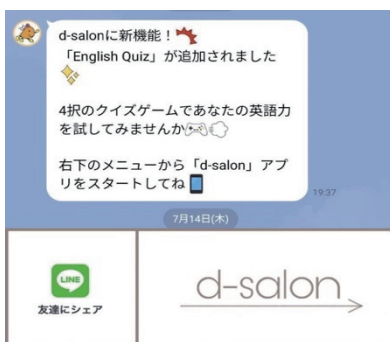 d-salonに新機能！
「English Quiz」が追加されました
4択のクイズゲームであなたの英語力
を試してみませんか
右下のメニューから「d-salon」アプ
リをスタートしてね
19:37
7月14日(木)
LINE
友達にシェア
d-salon